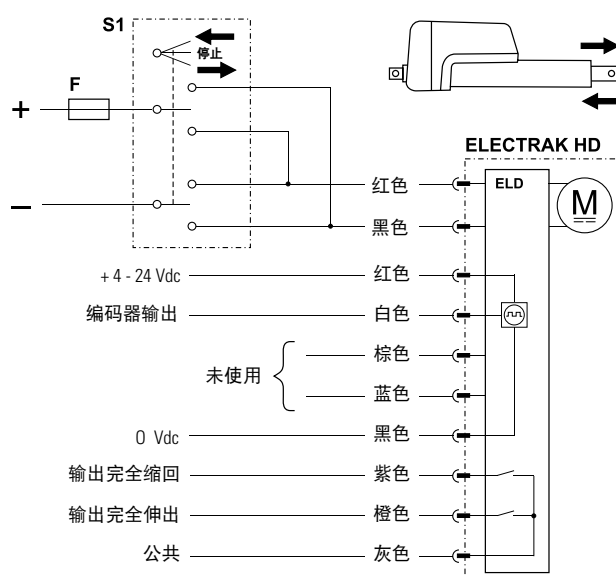 S1
停止
F
+
—
ELECTRAK HD
ELD
M
红色
黑色
+ 4 - 24 Vdc 红色
编码器输出 白色
未使用
棕色
蓝色
0 Vdc 黑色
输出完全缩回 紫色
输出完全伸出 橙色
公共 灰色